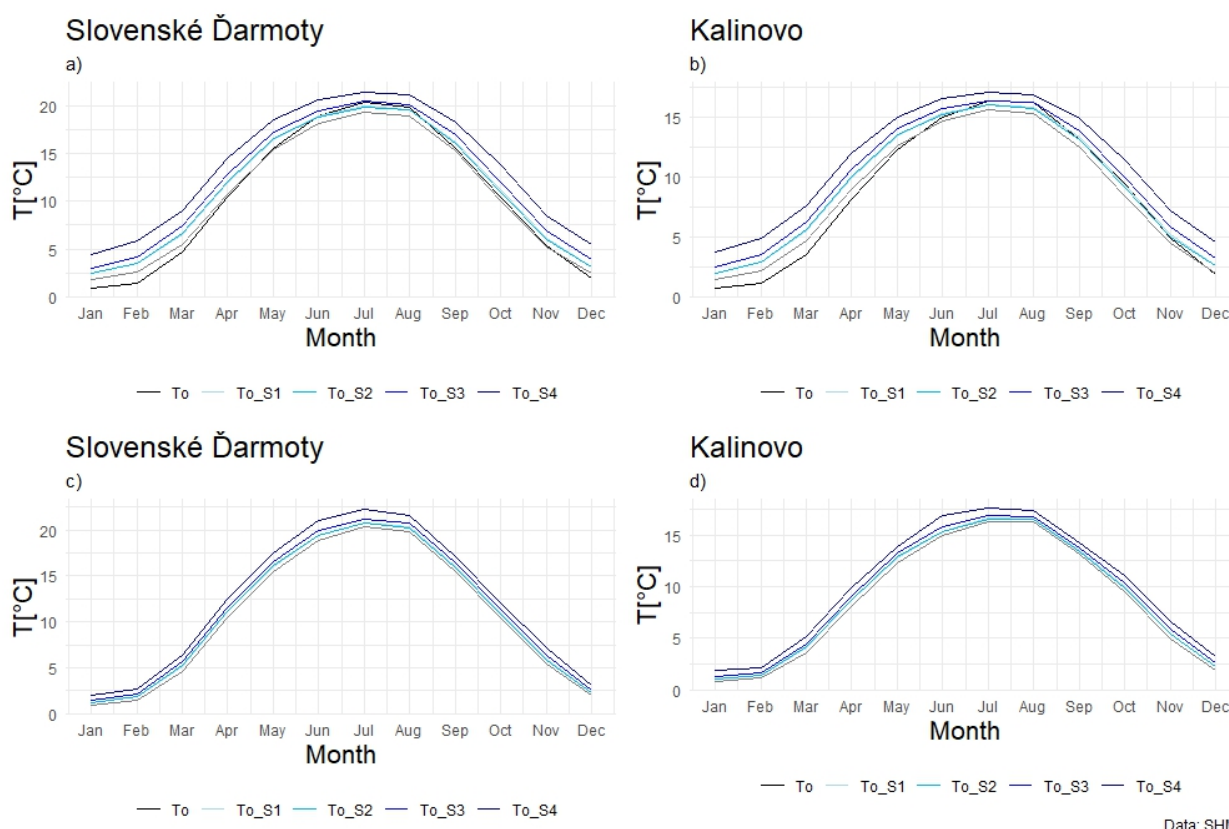 Slovenské Ďarmoty
a)
T[°C]
20
15
10
5
0
Jan Feb Mar Apr May Jun Jul Aug Sep Oct Nov Dec
Month
To To_S1 To_S2 To_S3 To_S4
Kalinovo
b)
T[°C]
15
10
5
0
Jan Feb Mar Apr May Jun Jul Aug Sep Oct Nov Dec
Month
To To_S1 To_S2 To_S3 To_S4
Slovenské Ďarmoty
c)
T[°C]
20
15
10
5
0
Jan Feb Mar Apr May Jun Jul Aug Sep Oct Nov Dec
Month
To To_S1 To_S2 To_S3 To_S4
Kalinovo
d)
T[°C]
15
10
5
0
Jan Feb Mar Apr May Jun Jul Aug Sep Oct Nov Dec
Month
To To_S1 To_S2 To_S3 To_S4
Data: